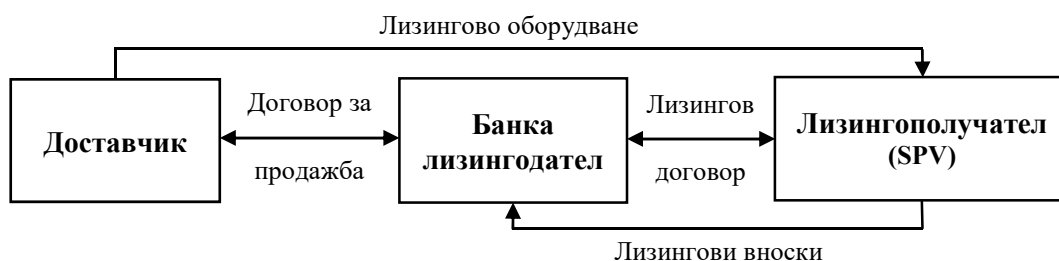 Лизингово оборудване
Доставчик
Договор за
продажба
Банка
лизингодател
Лизингов
договор
Лизингополучател
(SPV)
Лизингови вноски